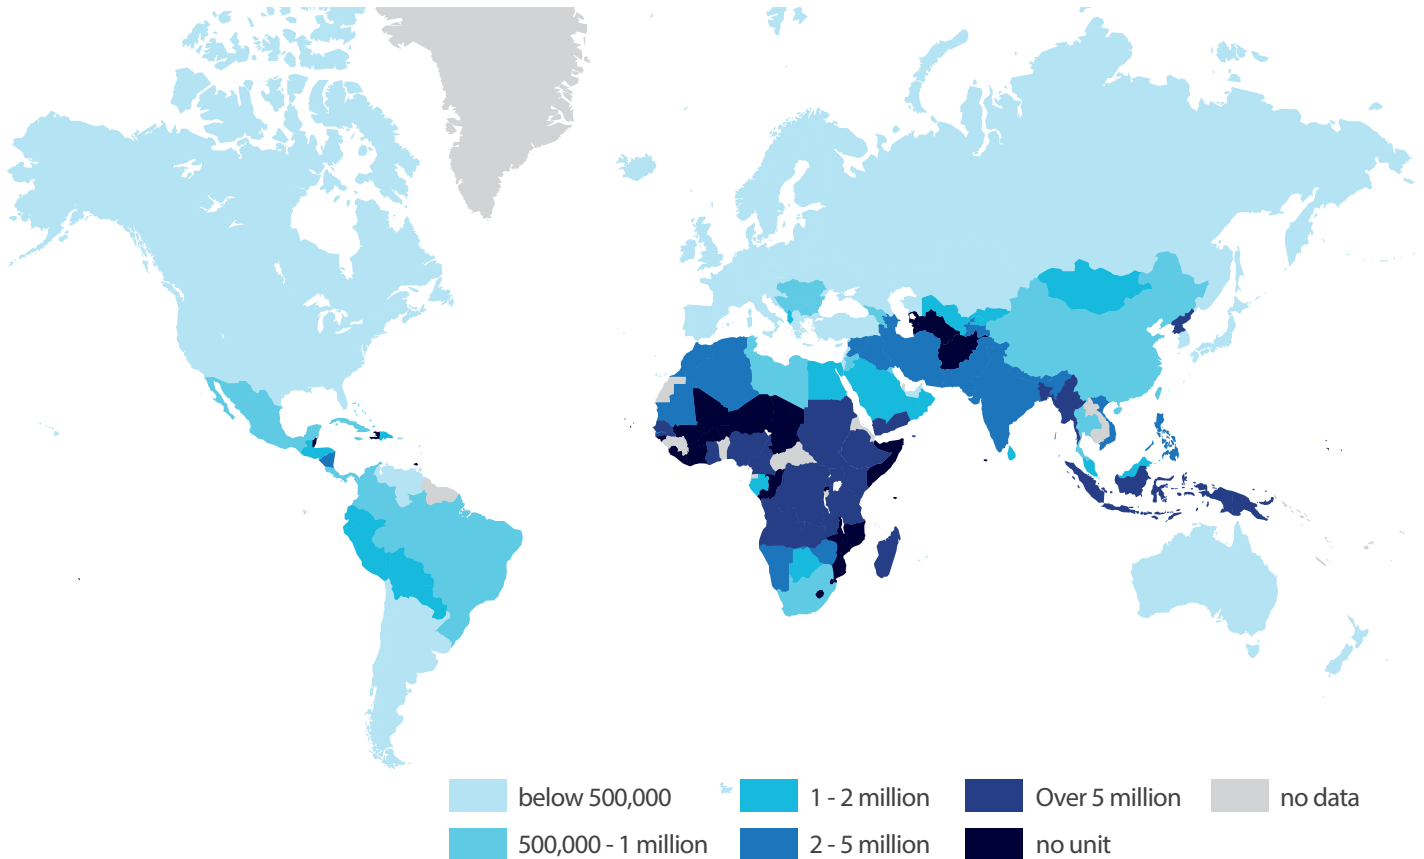 below 500,000
1 - 2 million
Over 5 million
no data
500,000 - 1 million
2 - 5 million
no unit